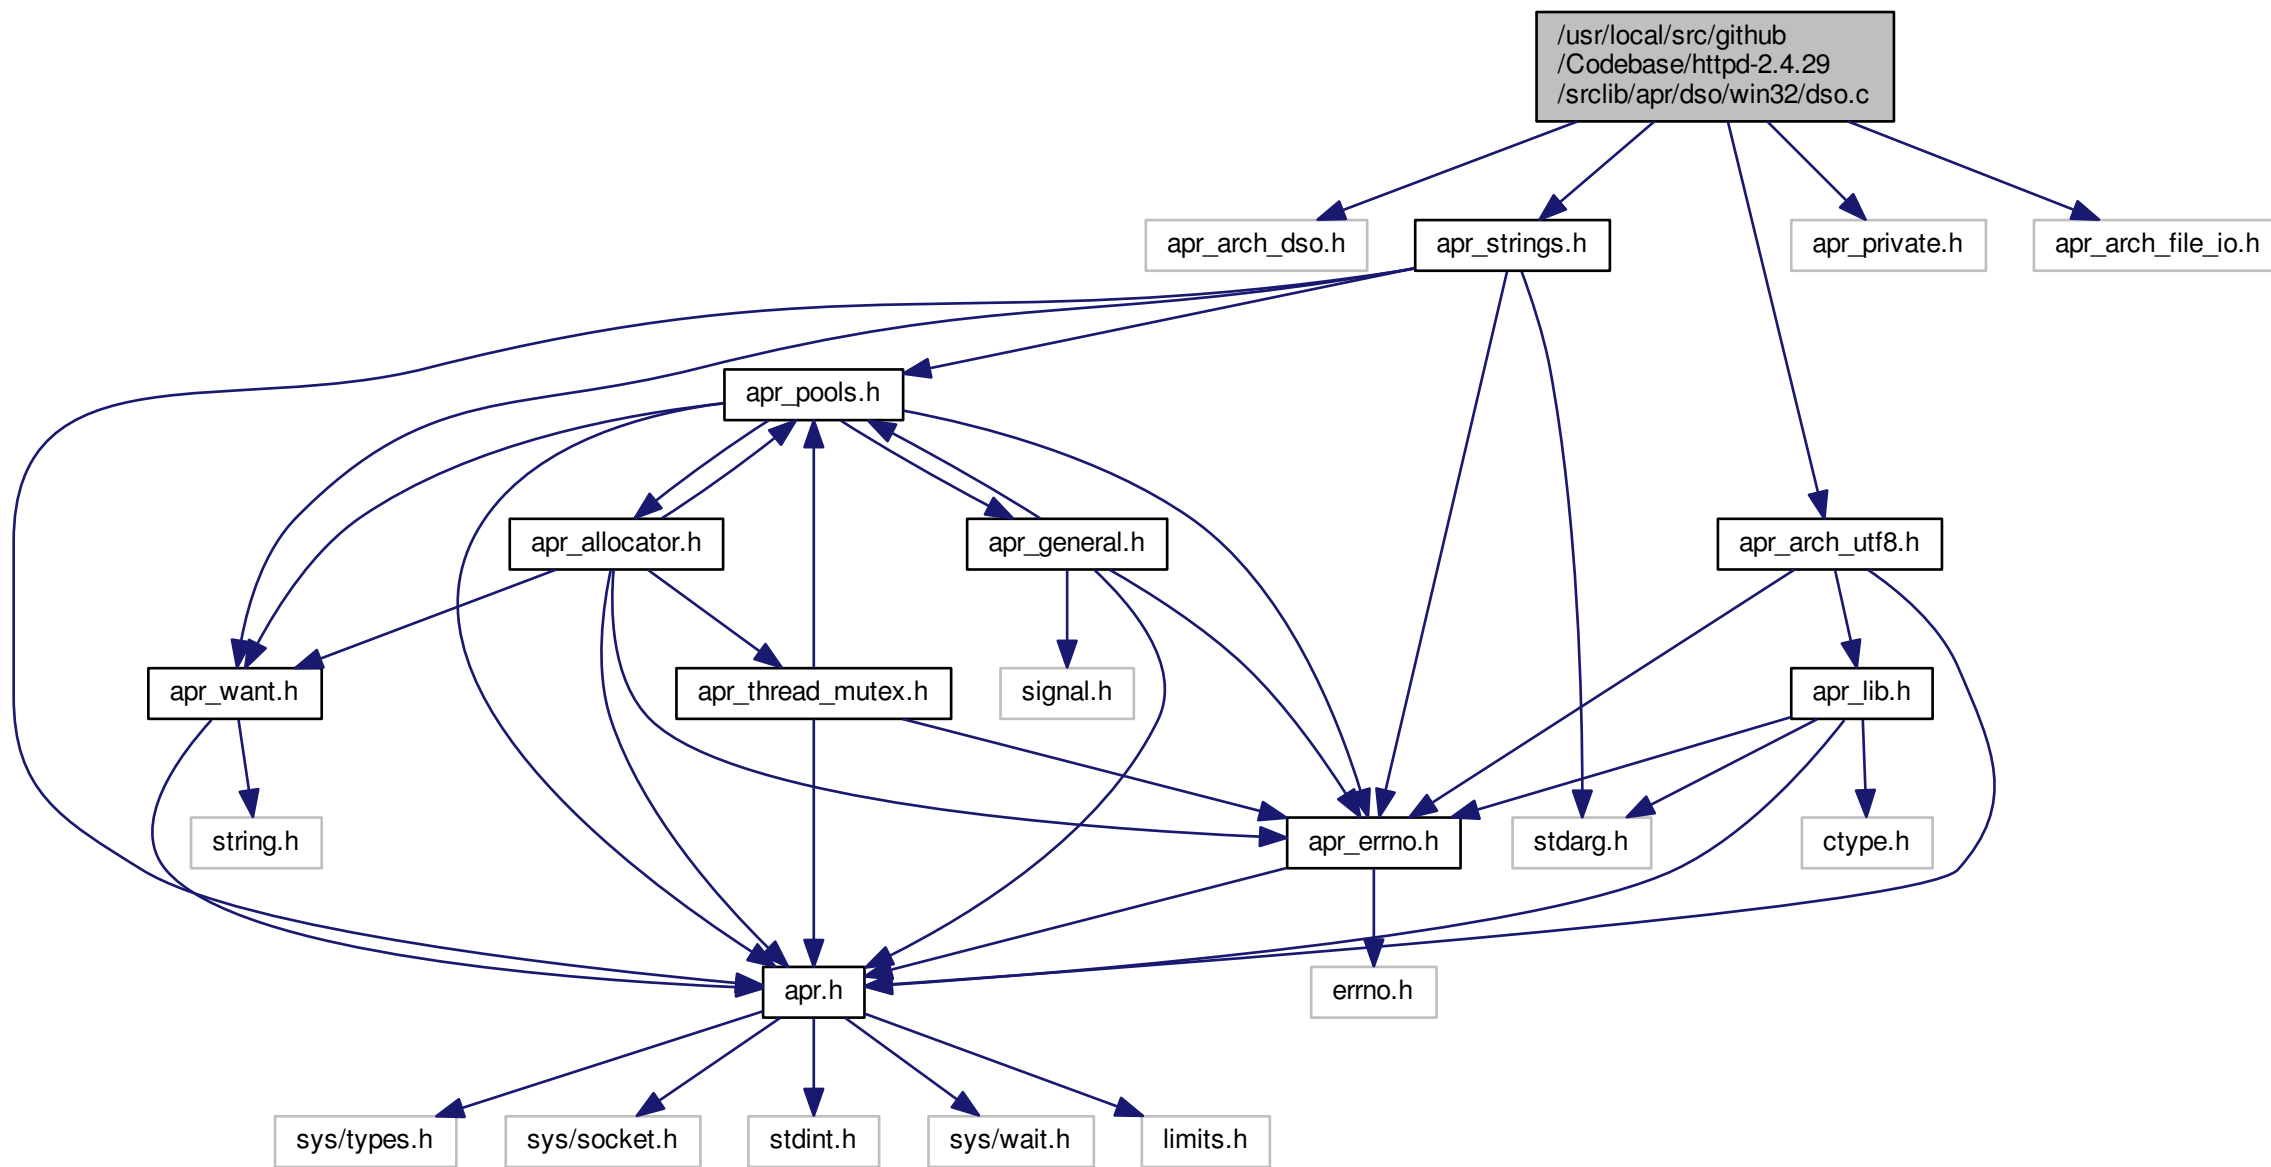 /usr/local/src/github
/Codebase/httpd-2.4.29
/srclib/apr/dso/win32/dso.c
apr_arch_dso.h
apr_strings.h
apr_private.h
apr_arch_file_io.h
apr_pools.h
apr_allocator.h
apr_general.h
apr_arch_utf8.h
apr_want.h
apr_thread_mutex.h
signal.h
apr_lib.h
string.h
apr_errno.h
stdarg.h
ctype.h
apr.h
errno.h
sys/types.h
sys/socket.h
stdint.h
sys/wait.h
limits.h